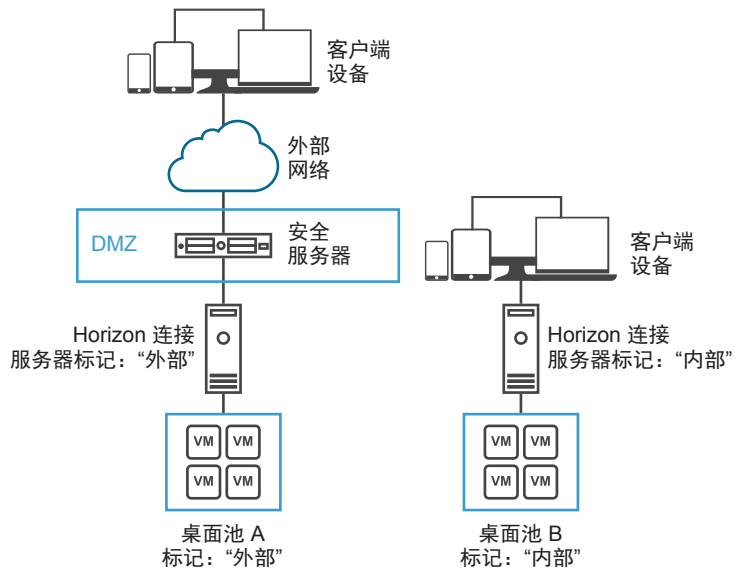 客户端
设备
外部
网络
DMZ
安全
服务器
客户端
设备
Horizon 连接
服务器标记：“外部”
Horizon 连接
服务器标记：“内部”
VM VM
VM VM
VM VM
VM VM
桌面池 A
标记：“外部”
桌面池 B
标记：“内部”